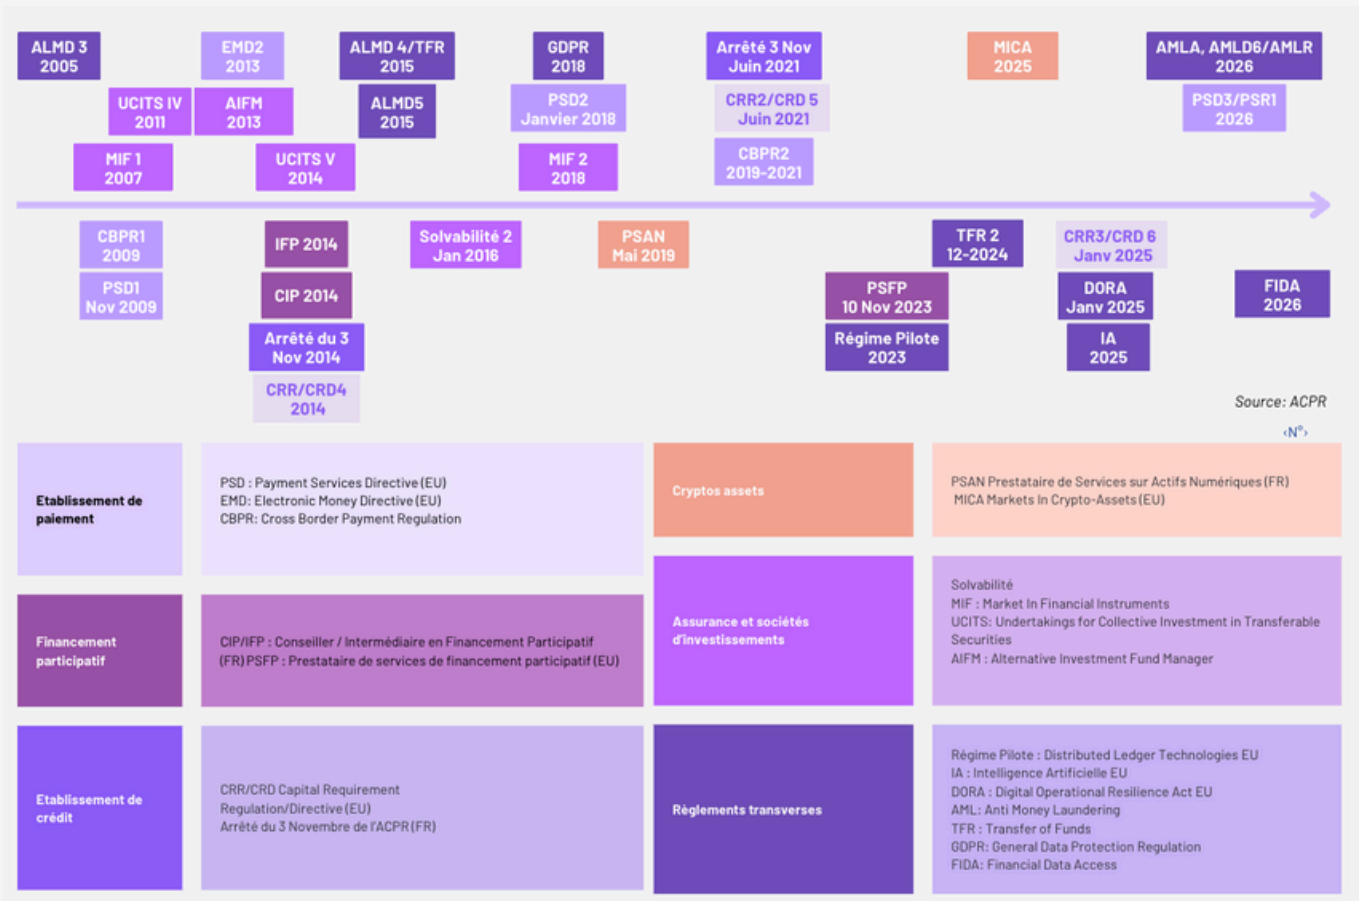 ALMD 3
2005
EMD2
2013
ALMD 4/TFR
2015
GDPR
2018
Arrêté 3 Nov
Juin 2021
MICA
2025
AMLA, AMLD6/AMLR
2026
UCITS IV
2011
AIFM
2013
ALMD5
2015
PSD2
Janvier 2018
CRR2/CRD 5
Juin 2021
PSD3/PSR1
2026
MIF 1
2007
UCITS V
2014
MIF 2
2018
CBPR2
2019-2021
CBPR1
2009
IFP 2014
Solvabilité 2
Jan 2016
PSAN
Mai 2019
TFR 2
12-2024
CRR3/CRD 6
Janv 2025
PSD1
Nov 2009
CIP 2014
PSFP
10 Nov 2023
DORA
Janv 2025
FIDA
2026
Arrêté du 3
Nov 2014
Régime Pilote
2023
IA
2025
CRR/CRD4
2014
Source: ACPR
‹N°›
Etablissement de
paiement
PSD : Payment Services Directive (EU)
EMD: Electronic Money Directive (EU)
CBPR: Cross Border Payment Regulation
Cryptos assets
PSAN Prestataire de Services sur Actifs Numériques (FR)
MICA Markets In Crypto-Assets (EU)
Financement
participatif
CIP/IFP : Conseiller / Intermédiaire en Financement Participatif
(FR) PSFP : Prestataire de services de financement participatif (EU)
Assurance et sociétés
d'investissements
Solvabilité
MIF : Market In Financial Instruments
UCITS: Undertakings for Collective Investment in Transferable
Securities
AIFM : Alternative Investment Fund Manager
Etablissement de
crédit
CRR/CRD Capital Requirement
Regulation/Directive (EU)
Arrêté du 3 Novembre de l'ACPR (FR)
Règlements transverses
Régime Pilote : Distributed Ledger Technologies EU
IA : Intelligence Artificielle EU
DORA : Digital Operational Resilience Act EU
AML: Anti Money Laundering
TFR : Transfer of Funds
GDPR: General Data Protection Regulation
FIDA: Financial Data Access